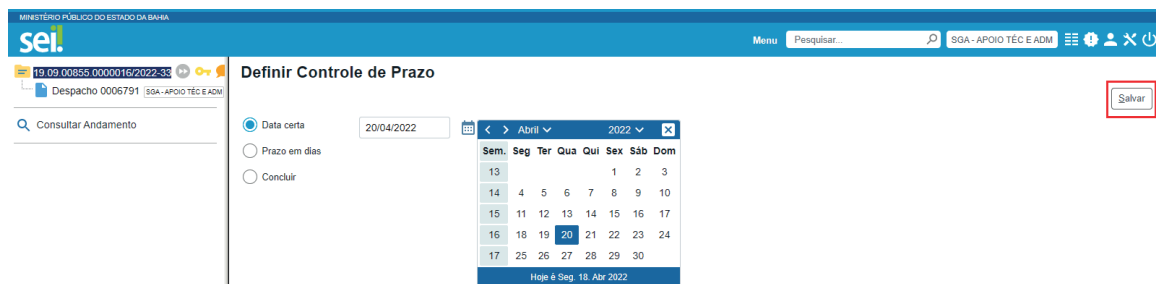 MINISTÉRIO PÚBLICO DO ESTADO DA BAHIA
sei!
Menu
Pesquisar...
SGA - APOIO TÉC E ADM
19.09.00855.0000016/2022-33
Despacho 0006791
SGA - APOIO TÉC E ADM
Consultar Andamento
Definir Controle de Prazo
Salvar
Data certa
20/04/2022
Prazo em dias
Concluir
Abril 2022
Sem. Seg Ter Qua Qui Sex Sáb Dom
13 1 2 3
14 4 5 6 7 8 9 10
15 11 12 13 14 15 16 17
16 18 19 20 21 22 23 24
17 25 26 27 28 29 30
Hoje é Seg. 18. Abr 2022